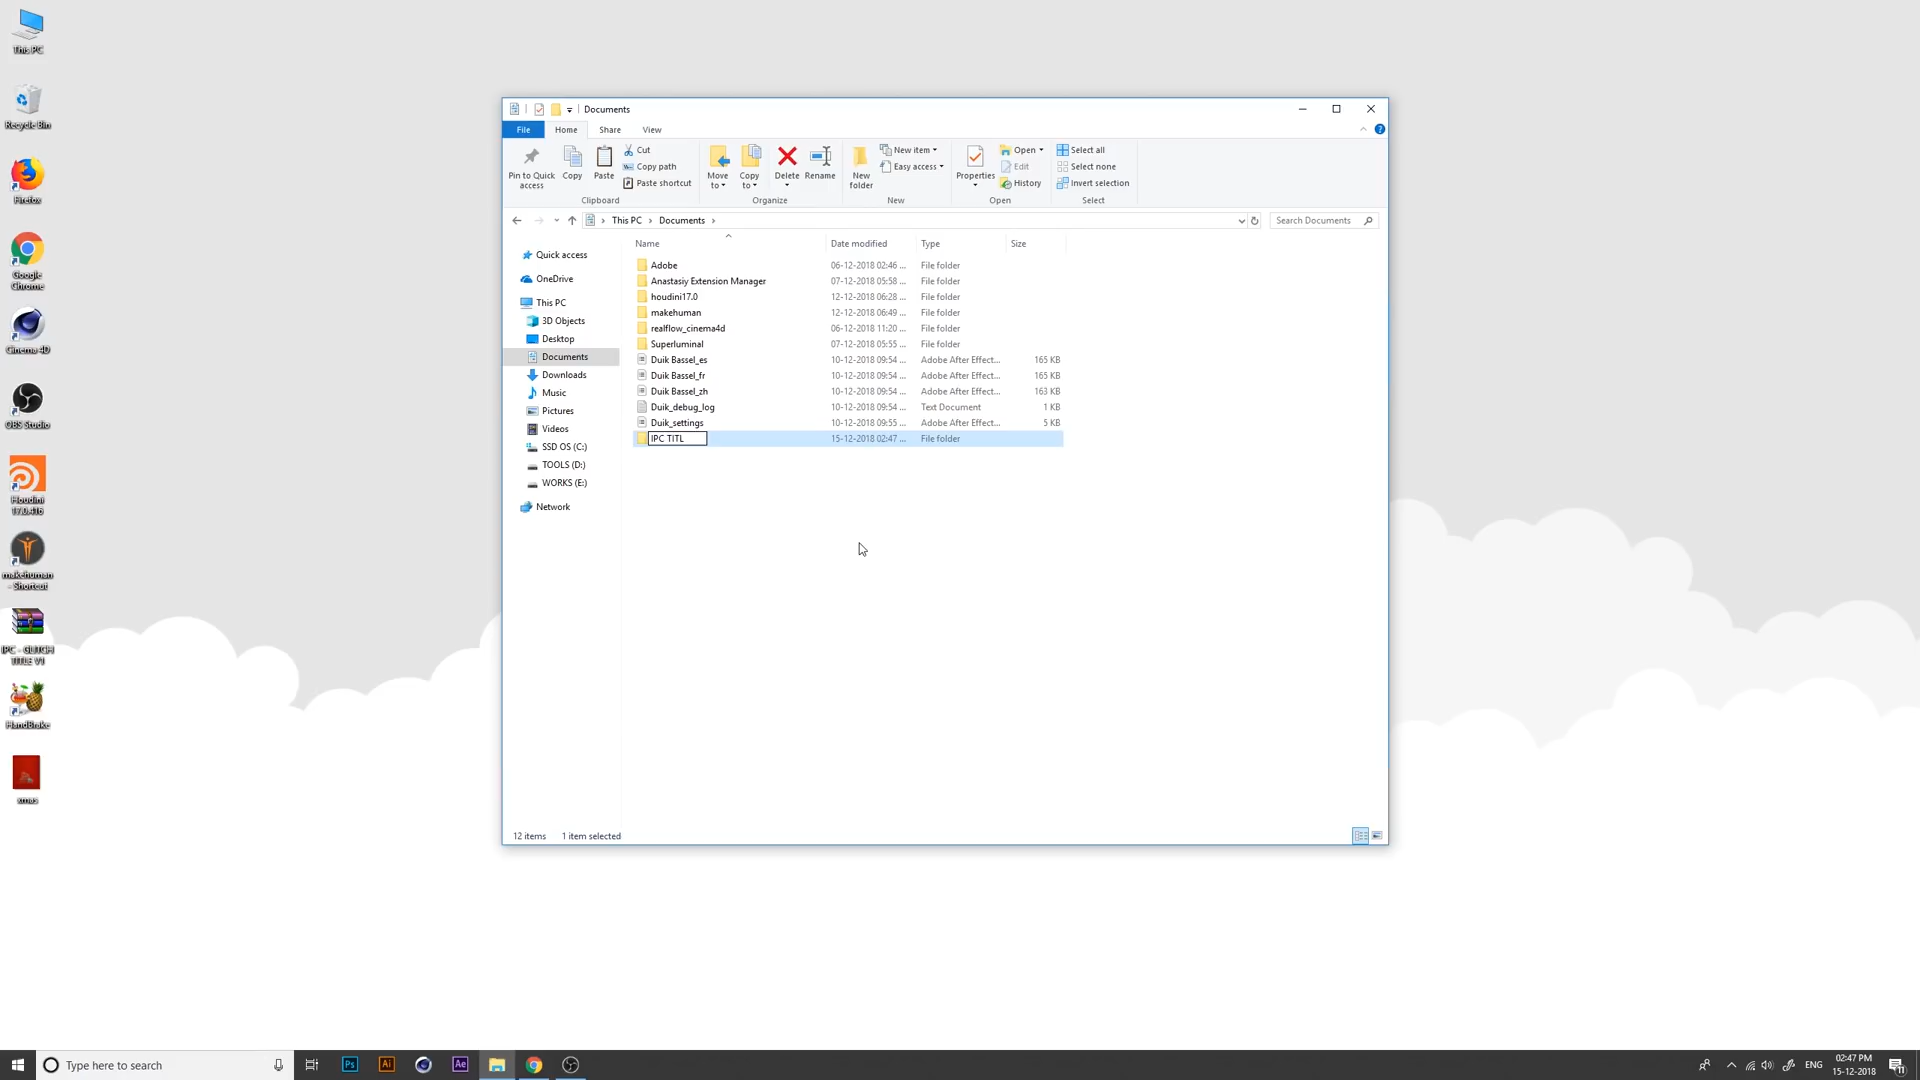 This PC
Recycle Bin
Firefox
Google
Chrome
Cinema 4D
OBS Studio
Houdini
17.0.416
makehuman
- Shortcut
IPC - GLITCH
TITLE V1
HandBrake
xmas
Documents
File Home Share View
Pin to Quick
access
Copy
Paste
Cut
Copy path
Paste shortcut
Clipboard
Move
to
Copy
to
Delete
Rename
Organize
New
folder
New item
Easy access
New
Properties
Open
Edit
History
Open
Select all
Select none
Invert selection
Select
This PC Documents
Search Documents
Quick access
OneDrive
This PC
3D Objects
Desktop
Documents
Downloads
Music
Pictures
Videos
SSD OS (C:)
TOOLS (D:)
WORKS (E:)
Network
Name Date modified Type Size
Adobe 06-12-2018 02:46 ... File folder
Anastasiy Extension Manager 07-12-2018 05:58 ... File folder
houdini17.0 12-12-2018 06:28 ... File folder
makehuman 12-12-2018 06:49 ... File folder
realflow_cinema4d 06-12-2018 11:20 ... File folder
Superluminal 07-12-2018 05:55 ... File folder
Duik Bassel_es 10-12-2018 09:54 ... Adobe After Effect... 165 KB
Duik Bassel_fr 10-12-2018 09:54 ... Adobe After Effect... 165 KB
Duik Bassel_zh 10-12-2018 09:54 ... Adobe After Effect... 163 KB
Duik_debug_log 10-12-2018 09:54 ... Text Document 1 KB
Duik_settings 10-12-2018 09:55 ... Adobe After Effect... 5 KB
IPC TITL 15-12-2018 02:47 ... File folder
12 items 1 item selected
Type here to search
Ps
Ai
Ae
ENG
02:47 PM
15-12-2018